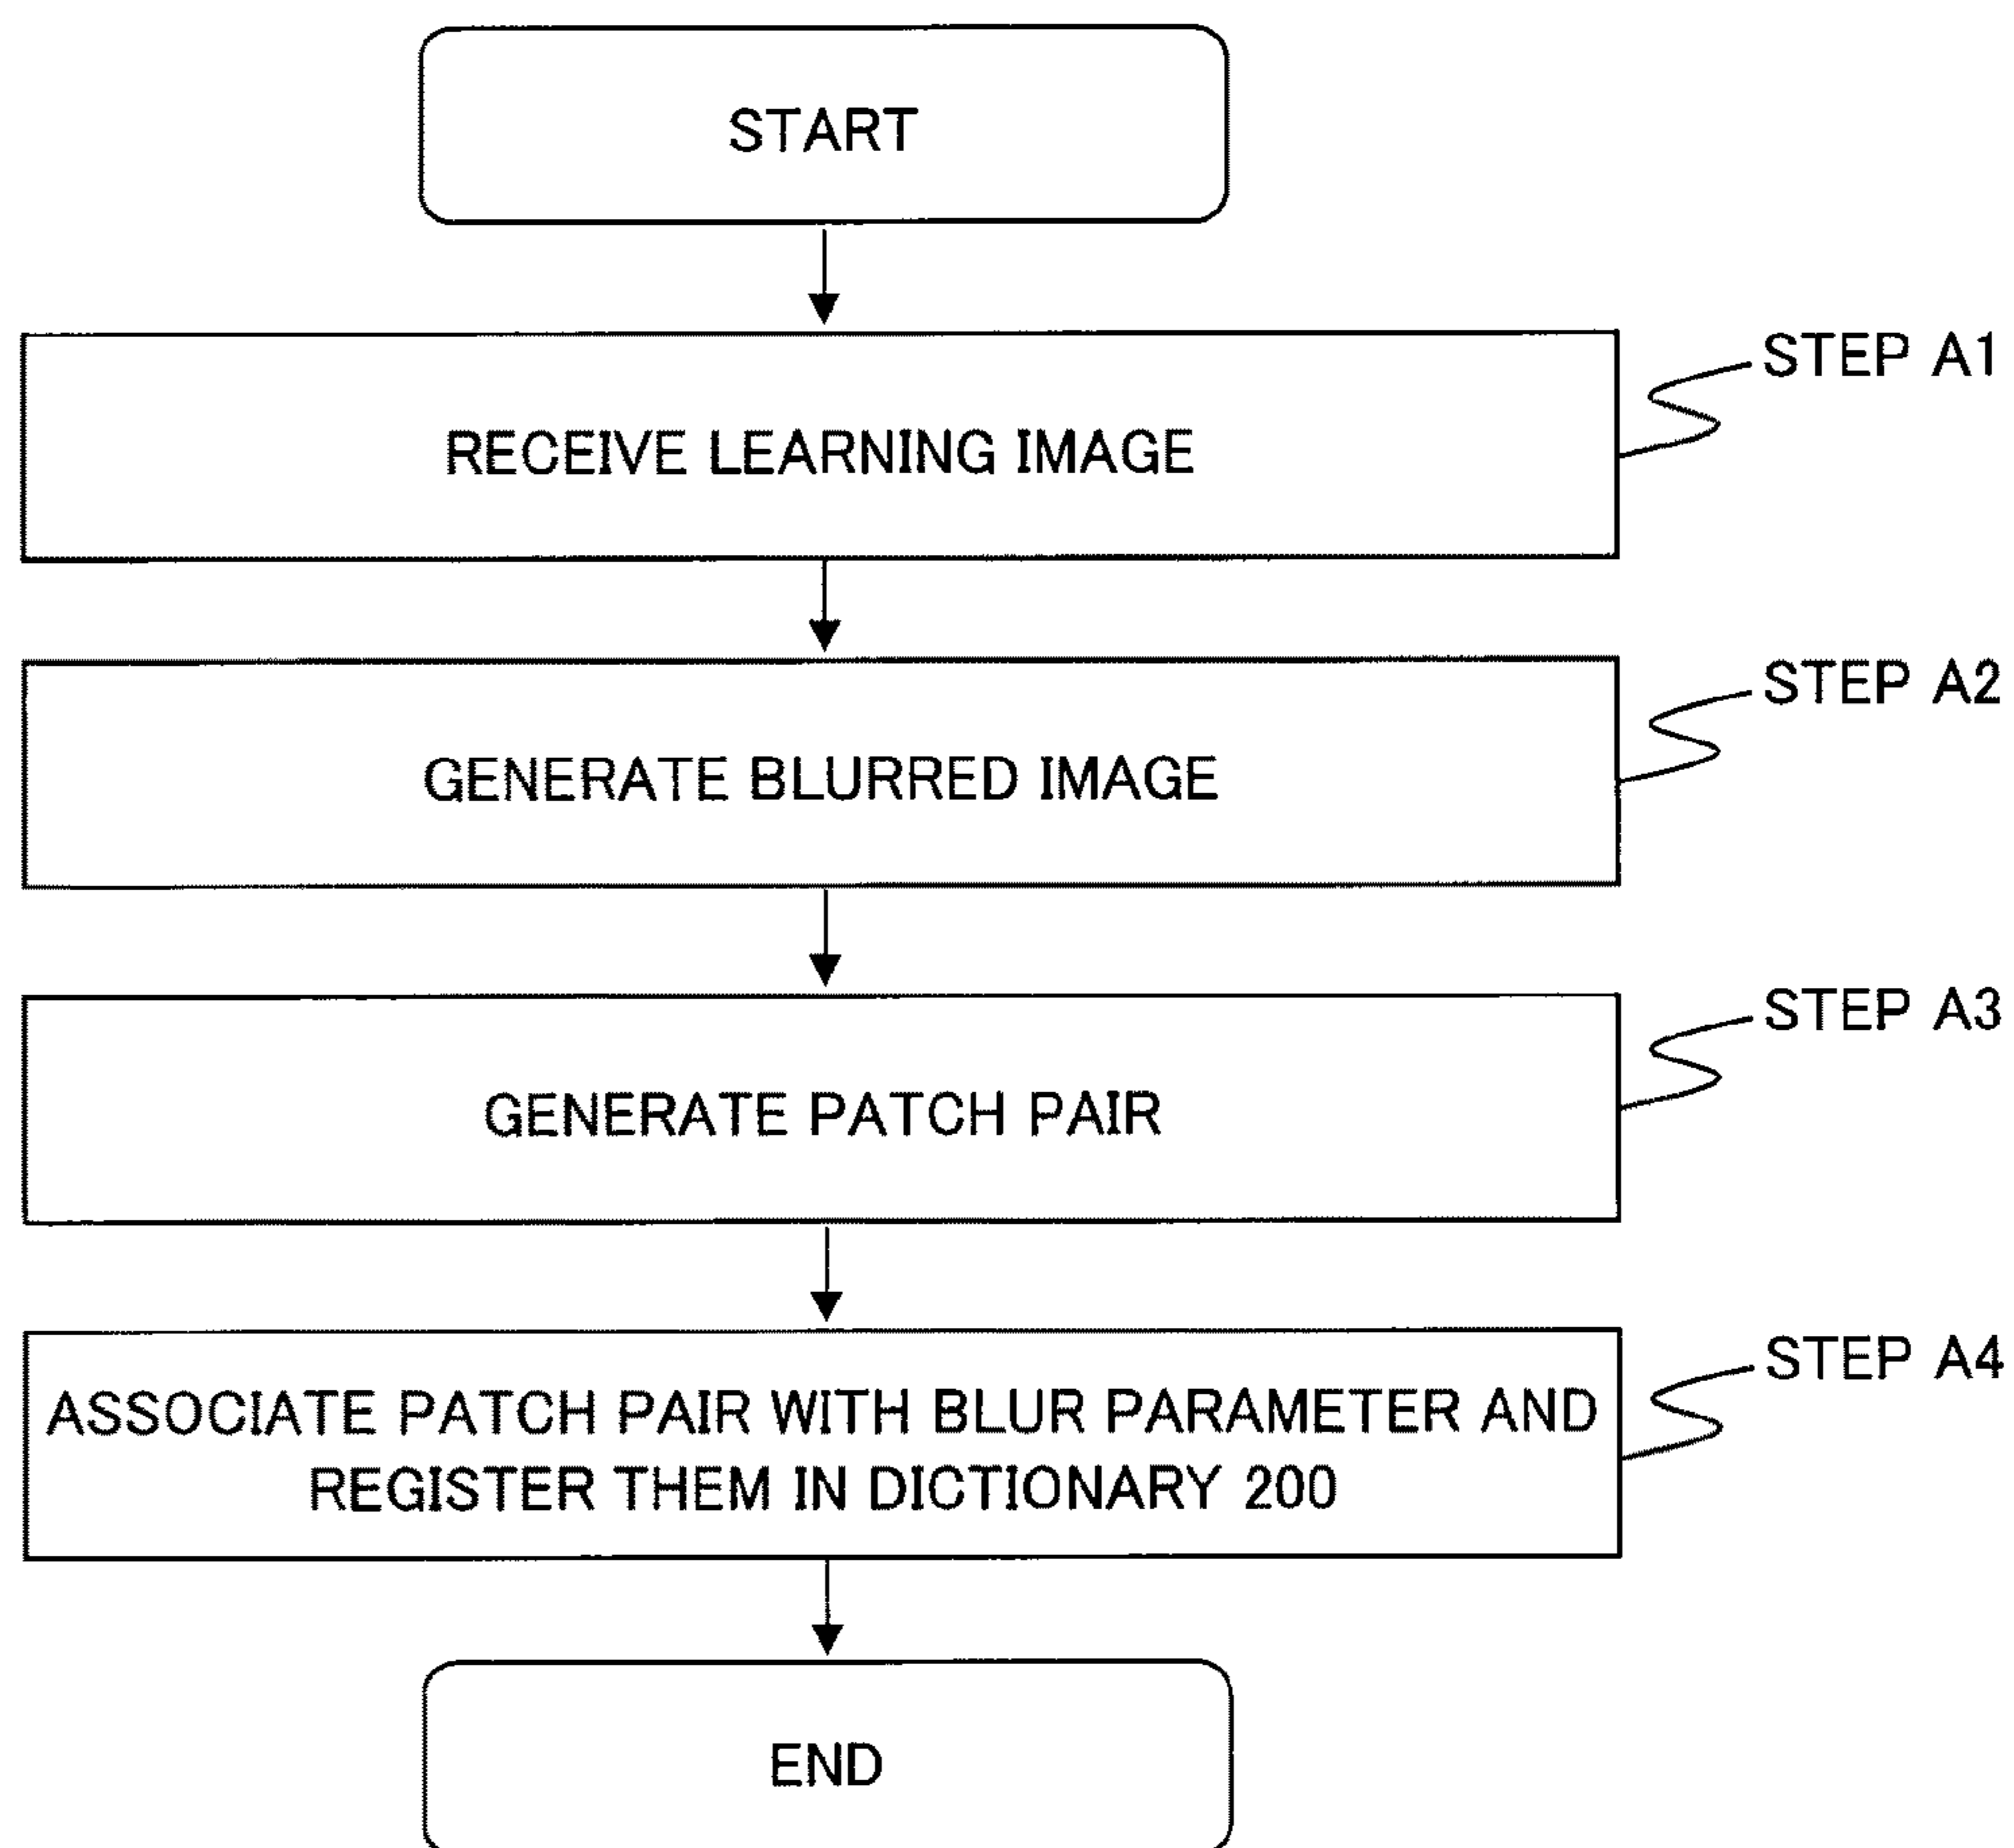 START
STEP A1
RECEIVE LEARNING IMAGE
STEP A2
GENERATE BLURRED IMAGE
STEP A3
GENERATE PATCH PAIR
STEP A4
ASSOCIATE PATCH PAIR WITH BLUR PARAMETER AND
REGISTER THEM IN DICTIONARY 200
END